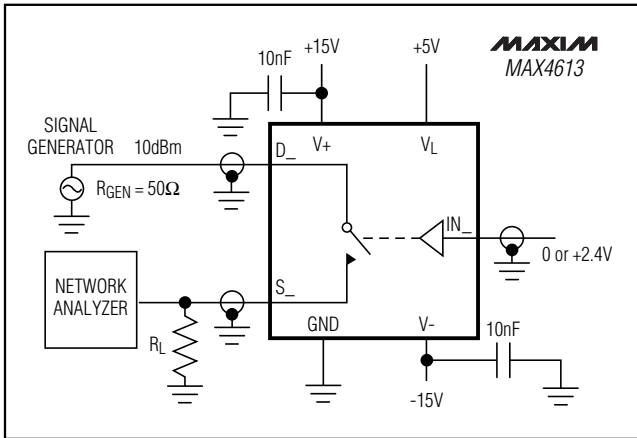 +15V
+5V
MAXIM
MAX4613
10nF
SIGNAL
GENERATOR
10dBm
D_
V+
VL
RGEN = 50Ω
IN_
0 or +2.4V
NETWORK
ANALYZER
S_
GND
V-
10nF
RL
-15V